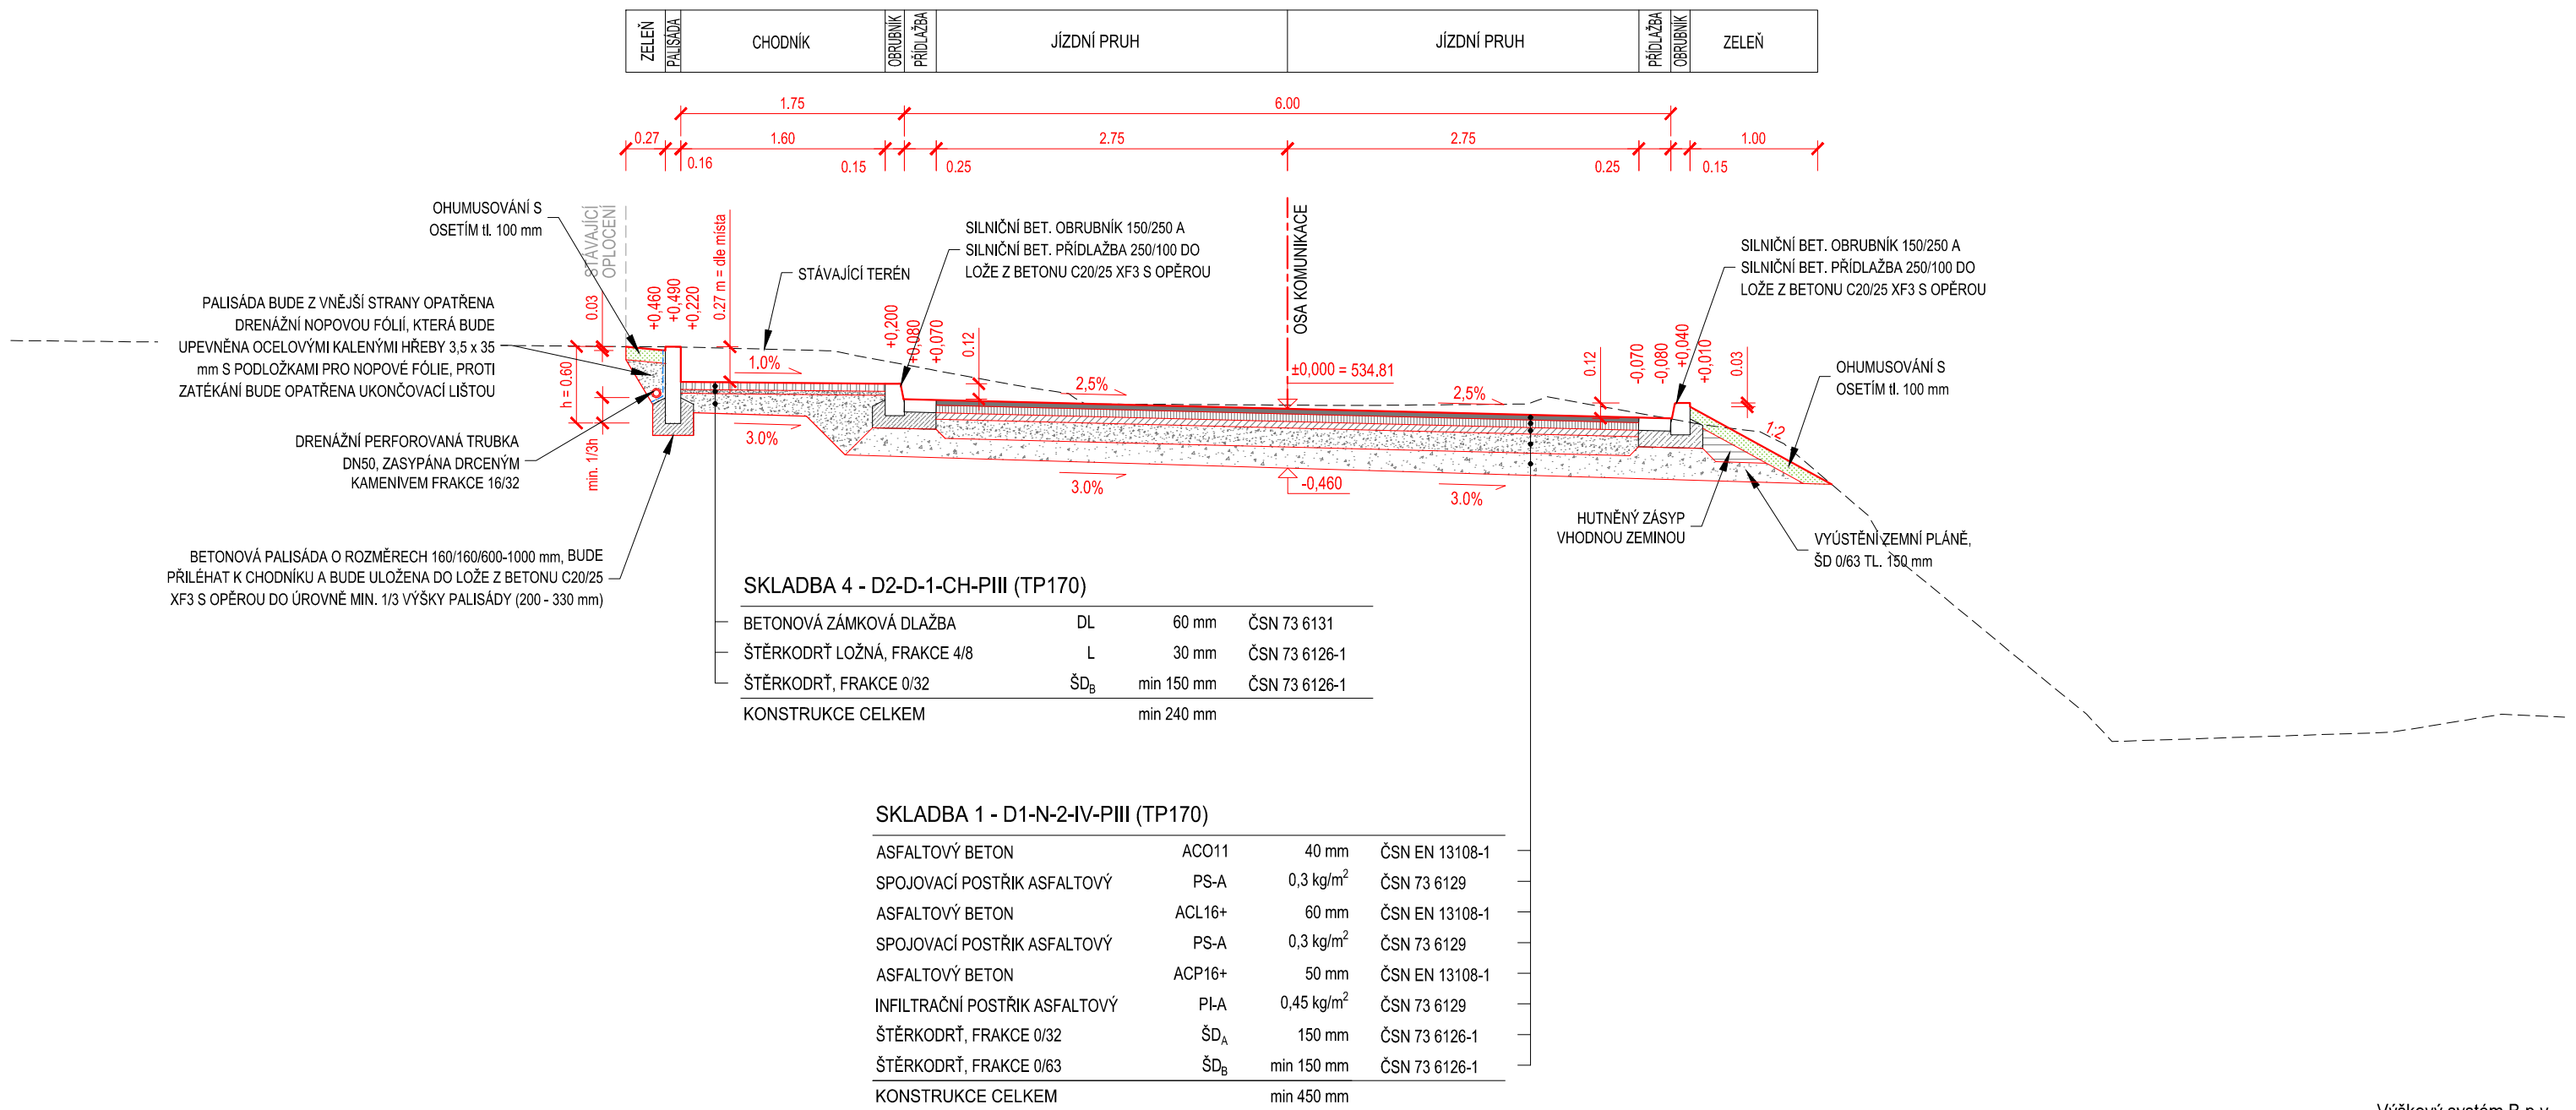 ZELEŇ
PALISÁDA
CHODNÍK
OBRUBNÍK
PŘÍDLAŽBA
JÍZDNÍ PRUH
JÍZDNÍ PRUH
PŘÍDLAŽBA
OBRUBNÍK
ZELEŇ
1.75
6.00
0.27
1.60
2.75
2.75
1.00
0.16
0.15
0.25
0.25
0.15
OHUMUSOVÁNÍ S
OSETÍM tl. 100 mm
STÁVAJÍCÍ
OPLOCENÍ
PALISÁDA BUDE Z VNĚJŠÍ STRANY OPATŘENA
DRENÁŽNÍ NOPOVOU FÓLIÍ, KTERÁ BUDE
UPEVNĚNA OCELOVÝMI KALENÝMI HŘEBY 3,5 x 35
mm S PODLOŽKAMI PRO NOPOVÉ FÓLIE, PROTI
ZATÉKÁNÍ BUDE OPATŘENA UKONČOVACÍ LIŠTOU
DRENÁŽNÍ PERFOROVANÁ TRUBKA
DN50, ZASYPÁNA DRCENÝM
KAMENIVEM FRAKCE 16/32
BETONOVÁ PALISÁDA O ROZMĚRECH 160/160/600-1000 mm, BUDE
PŘILÉHAT K CHODNÍKU A BUDE ULOŽENA DO LOŽE Z BETONU C20/25
XF3 S OPĚROU DO ÚROVNĚ MIN. 1/3 VÝŠKY PALISÁDY (200 - 330 mm)
h = 0.60
min. 1/3h
0.03
+0,460
+0,490
+0,220
0.27 m = dle místa
STÁVAJÍCÍ TERÉN
1.0%
3.0%
+0,200
+0,080
+0,070
0.12
SILNIČNÍ BET. OBRUBNÍK 150/250 A
SILNIČNÍ BET. PŘÍDLAŽBA 250/100 DO
LOŽE Z BETONU C20/25 XF3 S OPĚROU
2,5%
3.0%
OSA KOMUNIKACE
±0,000 = 534.81
-0,460
2,5%
3.0%
0.12
-0,070
-0,080
+0,040
+0,010
0.03
SILNIČNÍ BET. OBRUBNÍK 150/250 A
SILNIČNÍ BET. PŘÍDLAŽBA 250/100 DO
LOŽE Z BETONU C20/25 XF3 S OPĚROU
1:2
OHUMUSOVÁNÍ S
OSETÍM tl. 100 mm
HUTNĚNÝ ZÁSYP
VHODNOU ZEMINOU
VYÚSTĚNÍ ZEMNÍ PLÁNĚ,
ŠD 0/63 TL. 150 mm
SKLADBA 4 - D2-D-1-CH-PIII (TP170)
BETONOVÁ ZÁMKOVÁ DLAŽBA DL 60 mm ČSN 73 6131
ŠTĚRKODRŤ LOŽNÁ, FRAKCE 4/8 L 30 mm ČSN 73 6126-1
ŠTĚRKODRŤ, FRAKCE 0/32 ŠDB min 150 mm ČSN 73 6126-1
KONSTRUKCE CELKEM min 240 mm
SKLADBA 1 - D1-N-2-IV-PIII (TP170)
ASFALTOVÝ BETON ACO11 40 mm ČSN EN 13108-1
SPOJOVACÍ POSTŘIK ASFALTOVÝ PS-A 0,3 kg/m² ČSN 73 6129
ASFALTOVÝ BETON ACL16+ 60 mm ČSN EN 13108-1
SPOJOVACÍ POSTŘIK ASFALTOVÝ PS-A 0,3 kg/m² ČSN 73 6129
ASFALTOVÝ BETON ACP16+ 50 mm ČSN EN 13108-1
INFILTRAČNÍ POSTŘIK ASFALTOVÝ PI-A 0,45 kg/m² ČSN 73 6129
ŠTĚRKODRŤ, FRAKCE 0/32 ŠDA 150 mm ČSN 73 6126-1
ŠTĚRKODRŤ, FRAKCE 0/63 ŠDB min 150 mm ČSN 73 6126-1
KONSTRUKCE CELKEM min 450 mm
Výškový systém B.p.v.